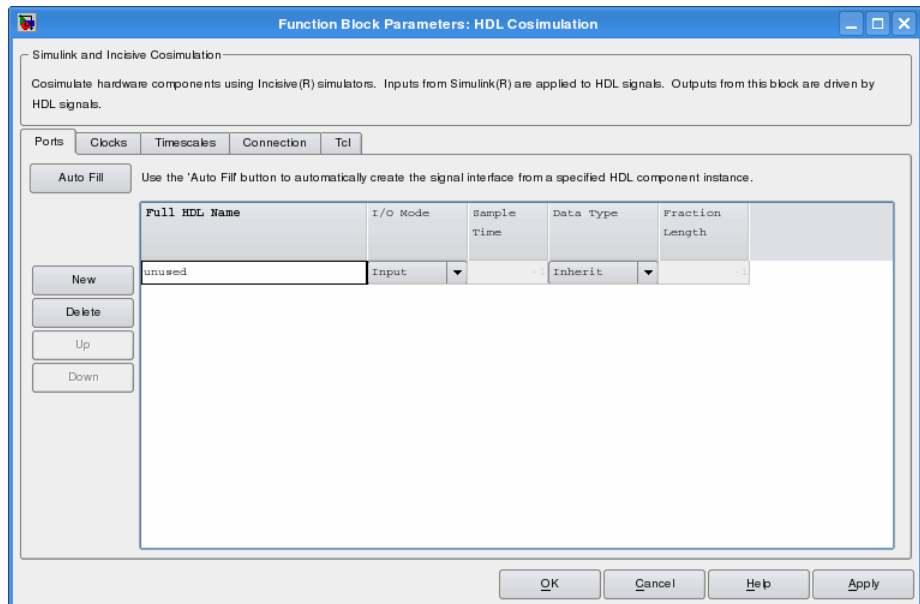 Function Block Parameters: HDL Cosimulation
Simulink and Incisive Cosimulation
Cosimulate hardware components using Incisive(R) simulators. Inputs from Simulink(R) are applied to HDL signals. Outputs from this block are driven by
HDL signals.
Ports Clocks Timescales Connection Tcl
Auto Fill Use the 'Auto Fill' button to automatically create the signal interface from a specified HDL component instance.
Full HDL Name I/O Mode Sample Time Data Type Fraction Length
unused Input -1 Inherit -1
New
Delete
Up
Down
OK Cancel Help Apply